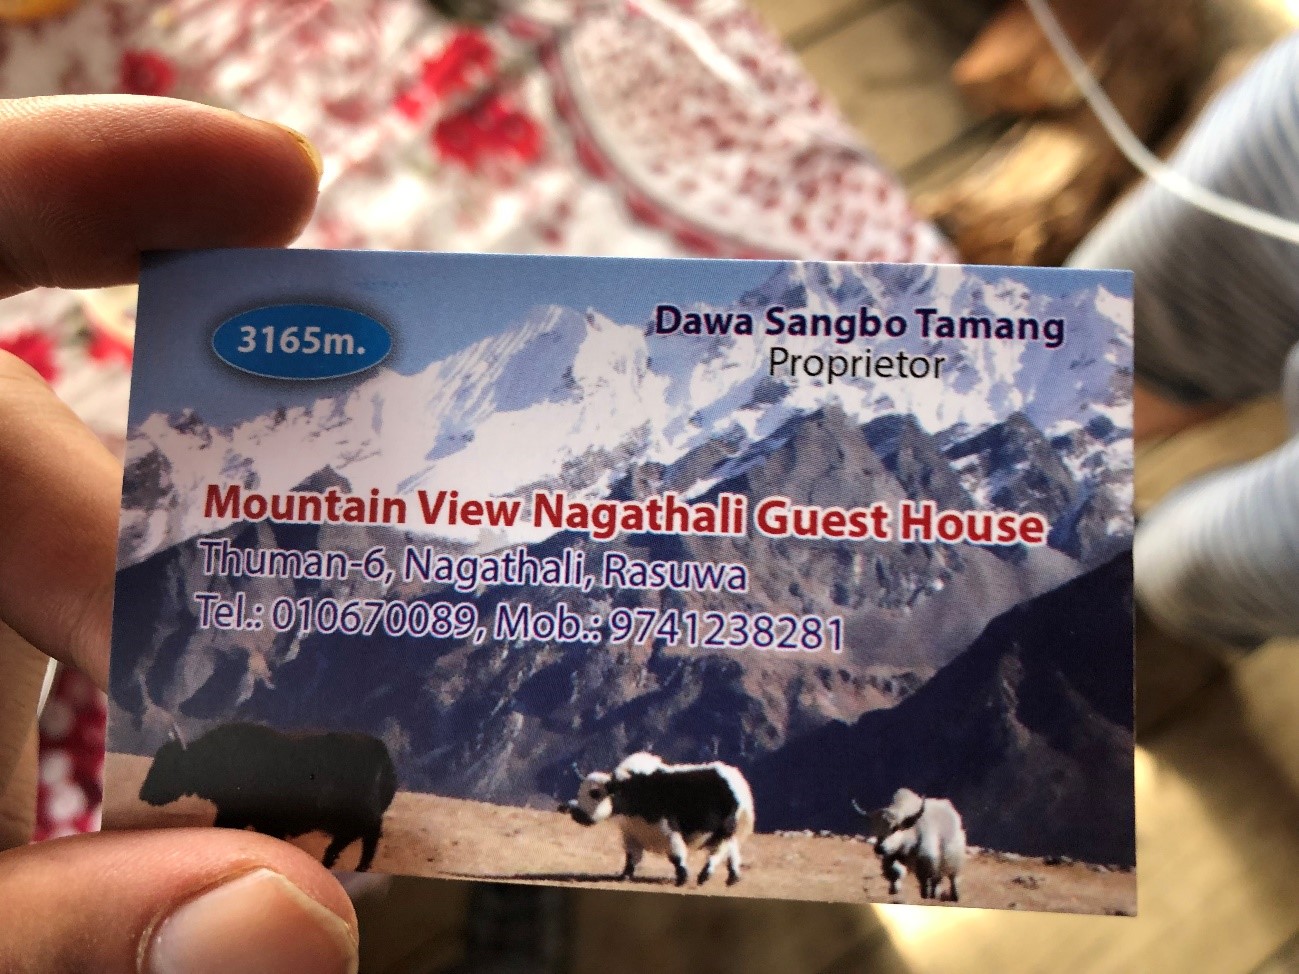 3165m.
Dawa Sangbo Tamang
Proprietor
Mountain View Nagathali Guest House
Thuman-6, Nagathali, Rasuwa
Tel.: 010670089, Mob.: 9741238281